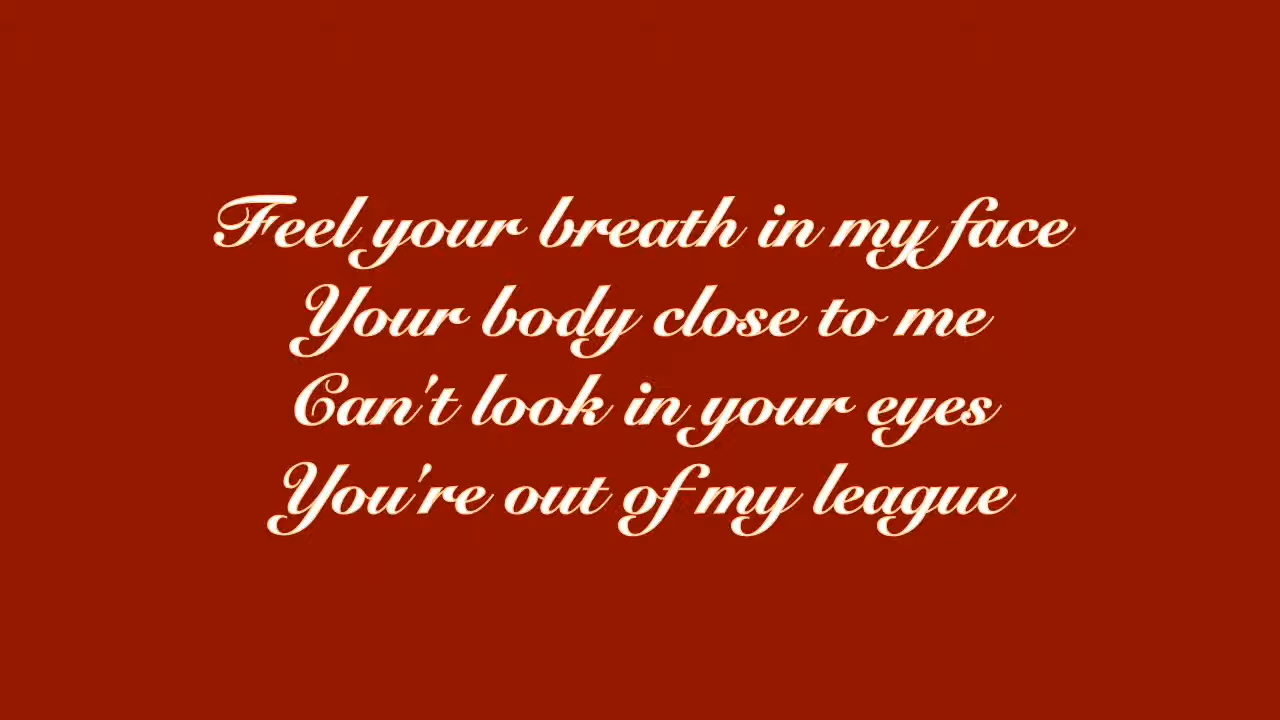 Feel your breath in my face
Your body close to me
Can't look in your eyes
You're out of my league